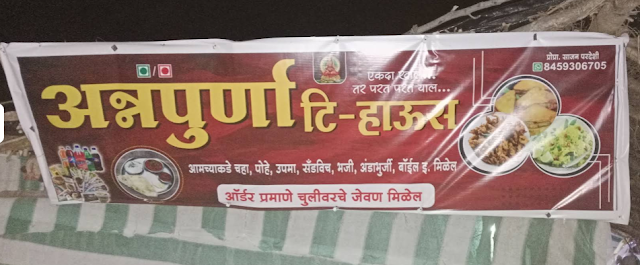 प्रोप्रा. साजन परदेशी
8459306705
एकदा खाल...
तर परत परत याल...
अन्नपुर्णा
टि-हाऊस
आमच्याकडे चहा, पोहे, उपमा, सँडविच, भजी, अंडाभुर्जी, बॉईल इ. मिळेल
ऑर्डर प्रमाणे चुलीवरचे जेवण मिळेल